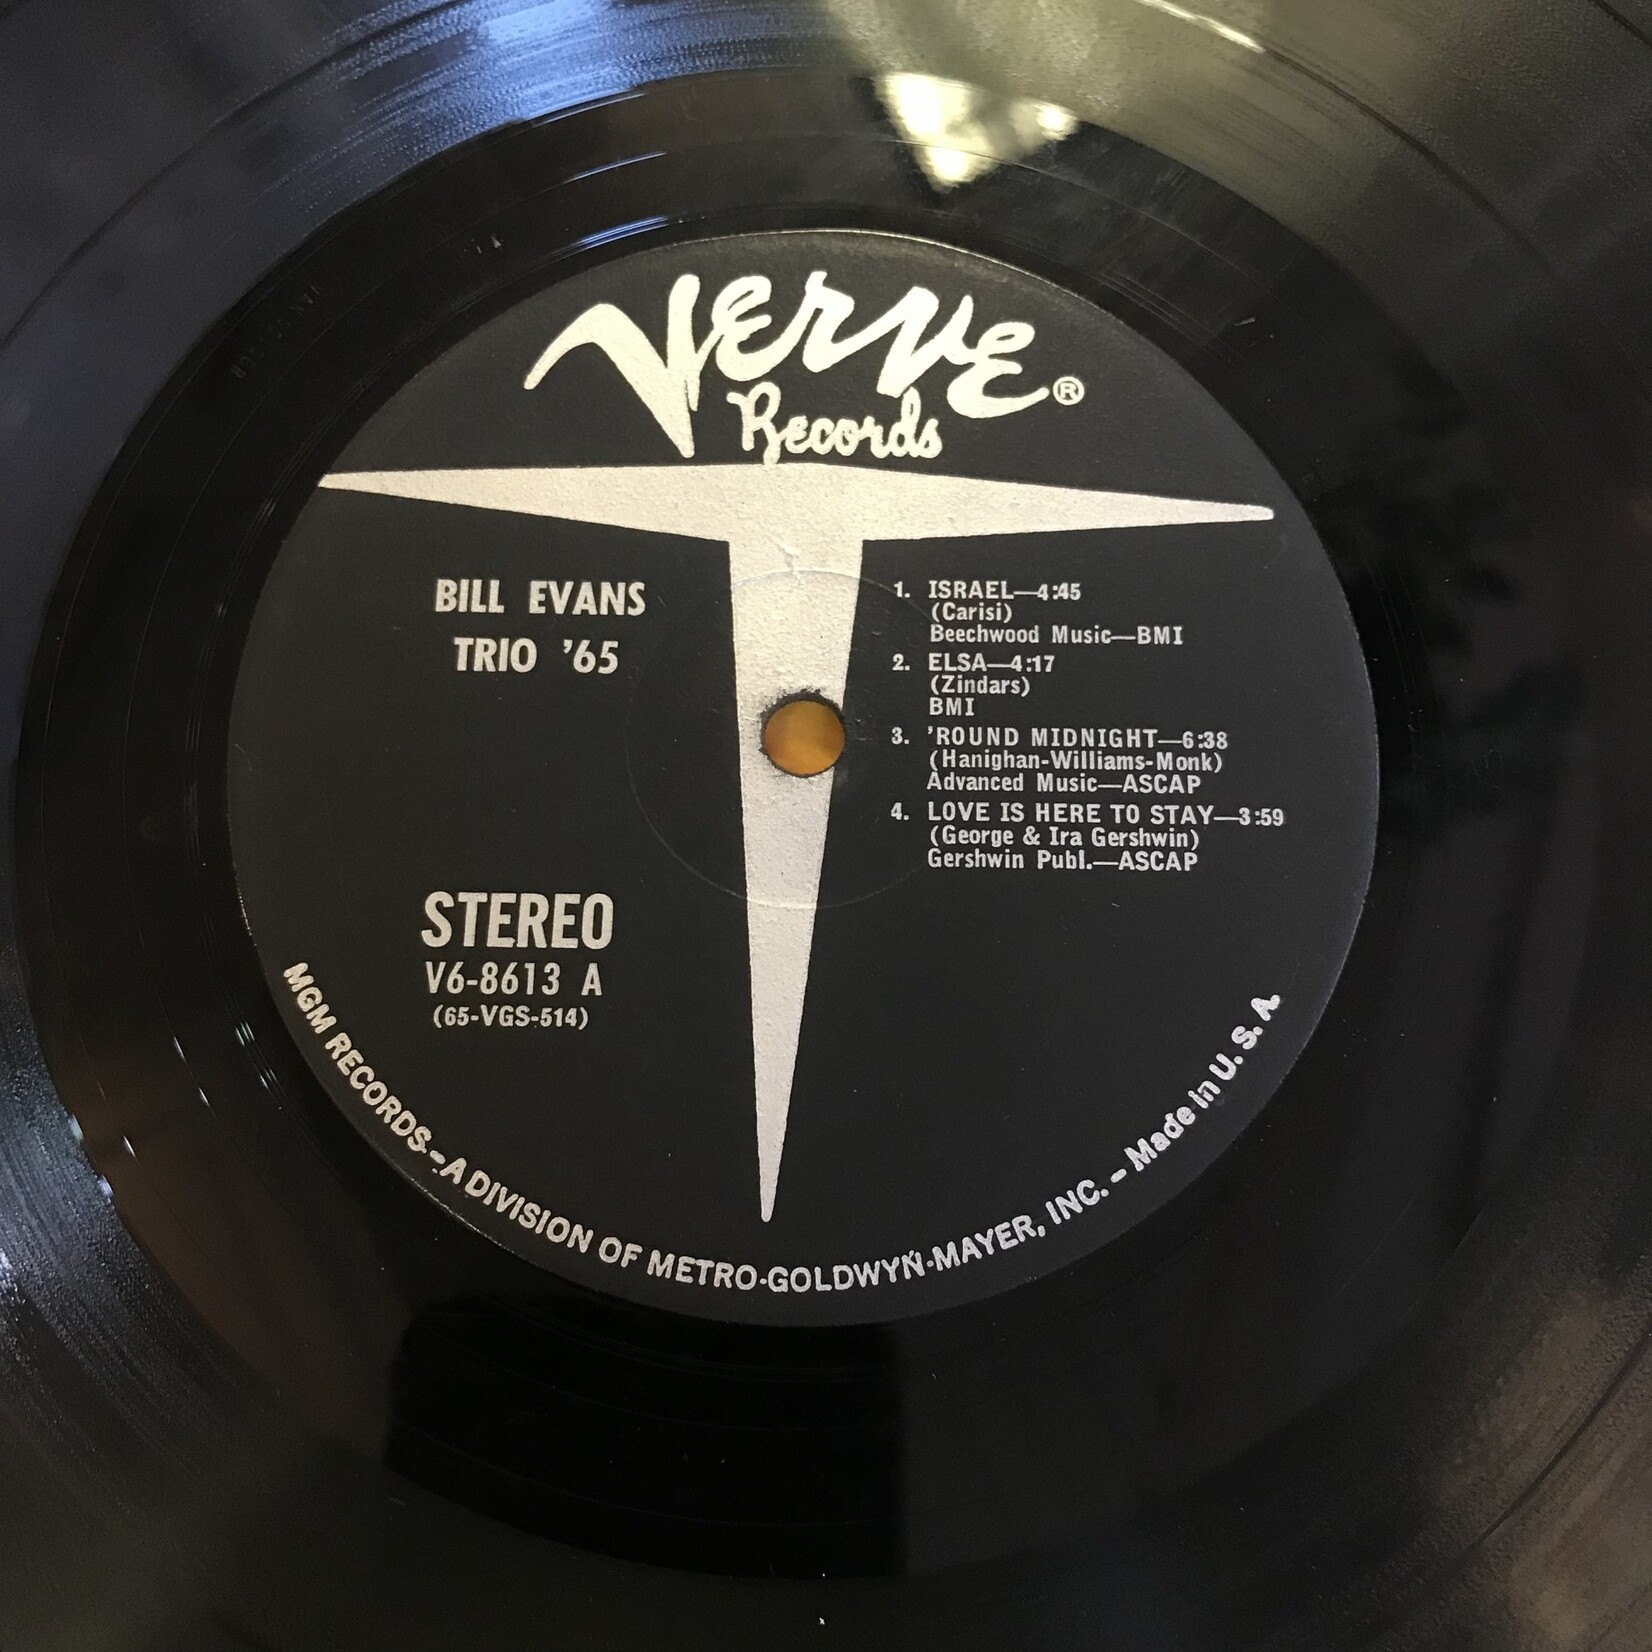 Verve®
Records
BILL EVANS
TRIO '65
1. ISRAEL—4:45
(Carisi)
Beechwood Music—BMI
2. ELSA—4:17
(Zindars)
BMI
3. 'ROUND MIDNIGHT—6:38
(Hanighan-Williams-Monk)
Advanced Music—ASCAP
4. LOVE IS HERE TO STAY—3:59
(George & Ira Gershwin)
Gershwin Publ.—ASCAP
STEREO
V6-8613 A
(65-VGS-514)
MGM RECORDS-A DIVISION OF METRO-GOLDWYN-MAYER, INC. - Made in U. S. A.